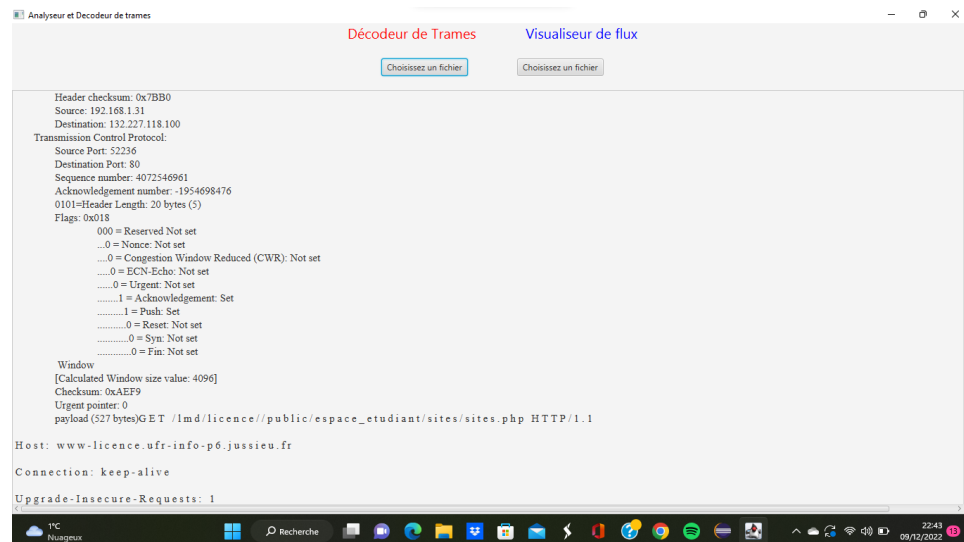 Analyseur et Decodeur de trames
Décodeur de Trames Visualiseur de flux
Choisissez un fichier Choisissez un fichier
Header checksum: 0x7BB0
Source: 192.168.1.31
Destination: 132.227.118.100
Transmission Control Protocol:
Source Port: 52236
Destination Port: 80
Sequence number: 4072546961
Acknowledgement number: -1954698476
0101=Header Length: 20 bytes (5)
Flags: 0x018
000 = Reserved Not set
...0 = Nonce: Not set
....0 = Congestion Window Reduced (CWR): Not set
.....0 = ECN-Echo: Not set
......0 = Urgent: Not set
........1 = Acknowledgement: Set
..........1 = Push: Set
...........0 = Reset: Not set
............0 = Syn: Not set
.............0 = Fin: Not set
Window
[Calculated Window size value: 4096]
Checksum: 0xAEF9
Urgent pointer: 0
payload (527 bytes)GET /lmd/licence//public/espace_etudiant/sites/sites.php HTTP/1.1
Host: www-licence.ufr-info-p6.jussieu.fr
Connection: keep-alive
Upgrade-Insecure-Requests: 1
1°C
Nuageux
Recherche
22:43
09/12/2022
13